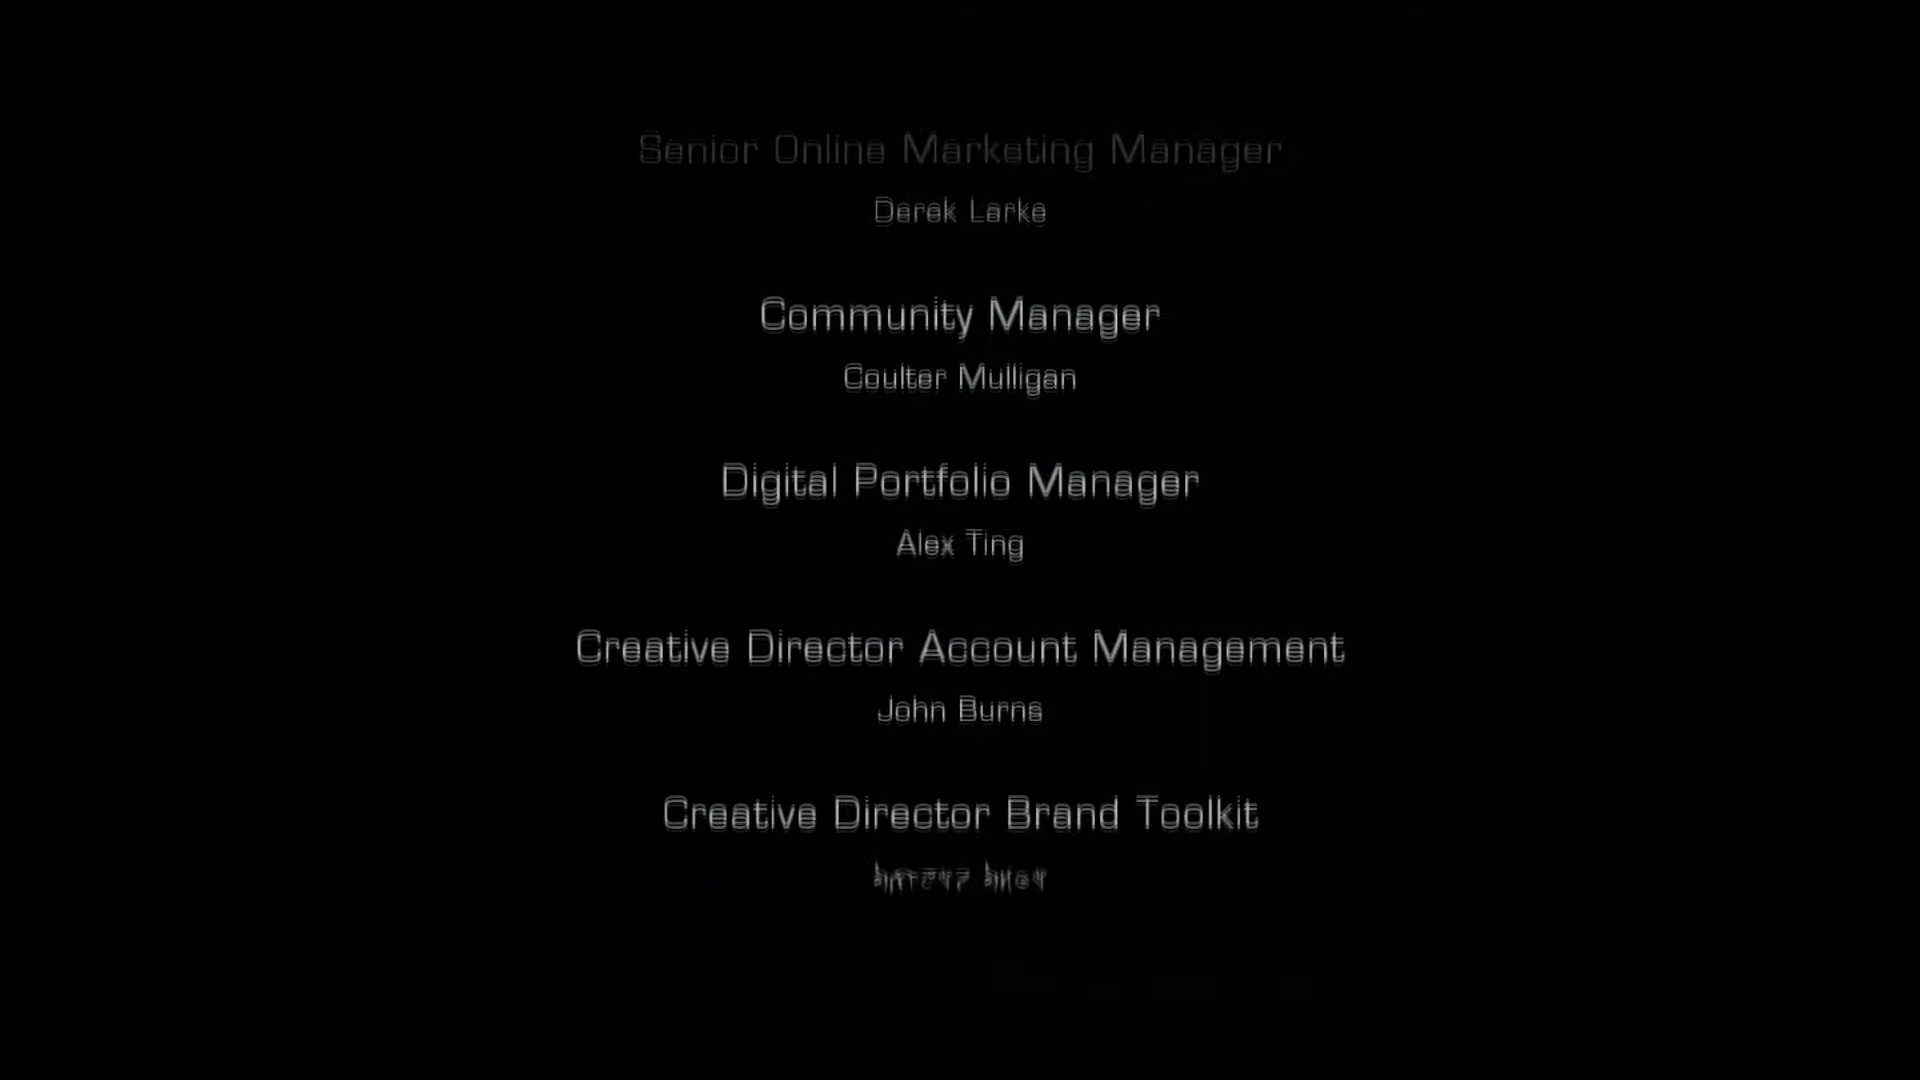 Senior Online Marketing Manager
Derek Larke
Community Manager
Coulter Mulligan
Digital Portfolio Manager
Alex Ting
Creative Director Account Management
John Burns
Creative Director Brand Toolkit